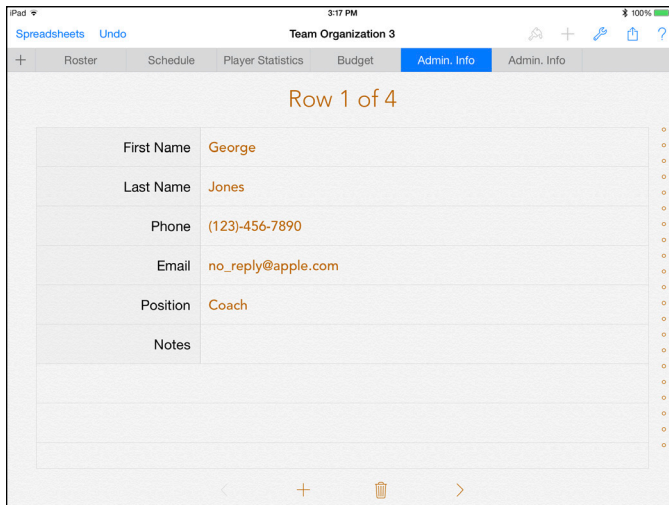 iPad 3:17 PM 100%
Spreadsheets Undo Team Organization 3 ?
+ Roster Schedule Player Statistics Budget Admin. Info Admin. Info
Row 1 of 4
First Name George
Last Name Jones
Phone (123)-456-7890
Email no_reply@apple.com
Position Coach
Notes